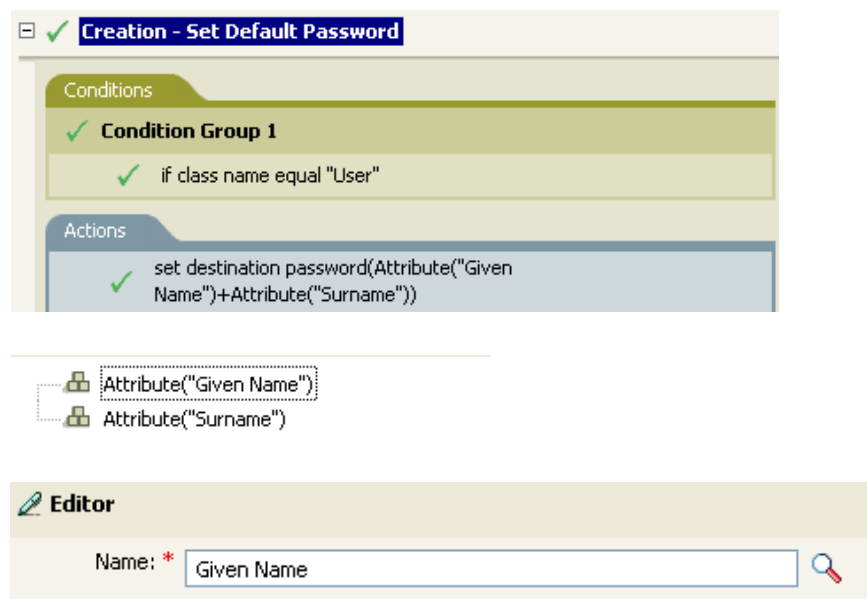 Creation - Set Default Password
Conditions
Condition Group 1
if class name equal "User"
Actions
set destination password(Attribute("Given
Name")+Attribute("Surname"))
Attribute("Given Name")
Attribute("Surname")
Editor
Name: * Given Name